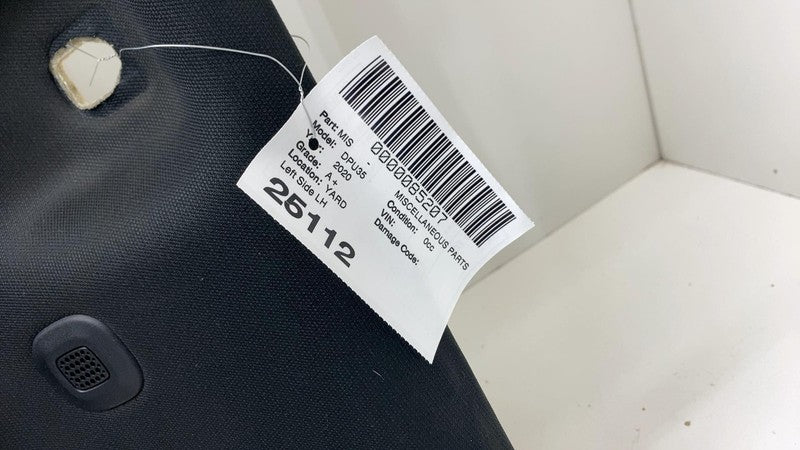 0000085207
Part: MIS - MISCELLANEOUS PARTS
Model: DPU35 Condition: 0cc
Year: 2020 VIN:
Grade: A+ Damage Code:
Location: YARD
Left Side LH
25112